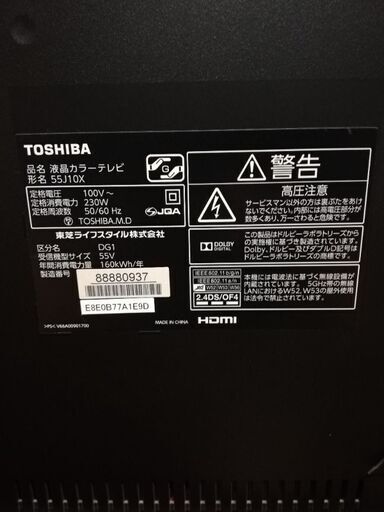 TOSHIBA
品名 液晶カラーテレビ
形名 55J10X
定格電圧 100V～
定格消費電力 230W
定格周波数 50/60 Hz
JQA
TOSHIBA.M.D
東芝ライフスタイル株式会社
区分名 DG1
受信機型サイズ 55V
年間消費電力量 160kWh/年
製造番号
88880937
E8E0B77A1E9D
>PS< V68A00901700
MADE IN CHINA
警告
高圧注意
サービスマン以外の方は裏ぶたをあけ
ないでください。内部には高電圧部分が
数多くあり、万一さわると危険です。
DOLBY
DIGITAL
この製品はドルビーラボラトリーズから
の実施権に基づき製造されています。
Dolby、ドルビー及びダブルD記号は
ドルビーラボラトリーズの商標です。
IEEE802.11b/g/n
IEEE802.11a/n
W52 W53 W56
2.4DS/OF4
本機には、電波法に基づく無線設備が
内蔵されています。5GHz帯の無線
LANにおけるW52、W53の屋外使用
は法令で禁止されています。
HDMI